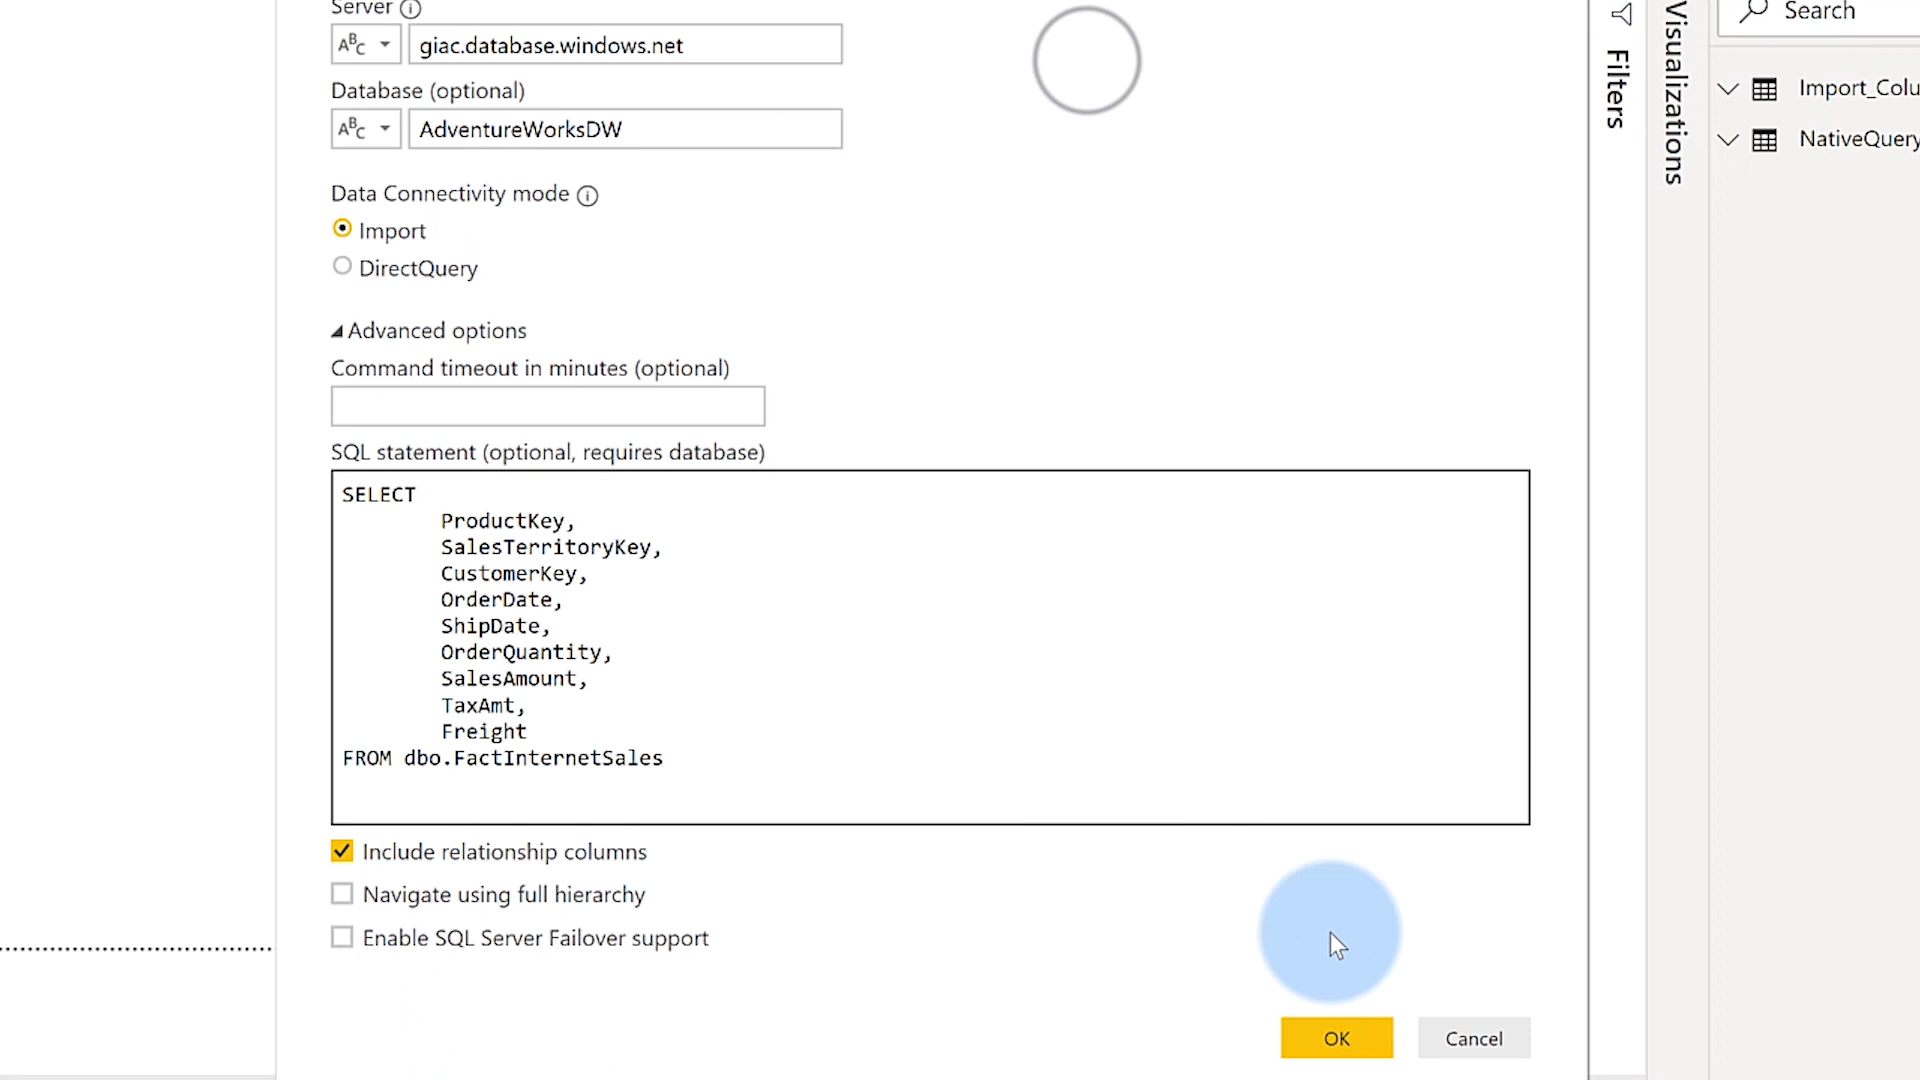 Server
ABC
giac.database.windows.net
Database (optional)
ABC
AdventureWorksDW
Data Connectivity mode
Import
DirectQuery
Advanced options
Command timeout in minutes (optional)
SQL statement (optional, requires database)
SELECT
ProductKey,
SalesTerritoryKey,
CustomerKey,
OrderDate,
ShipDate,
OrderQuantity,
SalesAmount,
TaxAmt,
Freight
FROM dbo.FactInternetSales
Include relationship columns
Navigate using full hierarchy
Enable SQL Server Failover support
OK
Cancel
Filters
Visualizations
Search
Import_Colu
NativeQuery